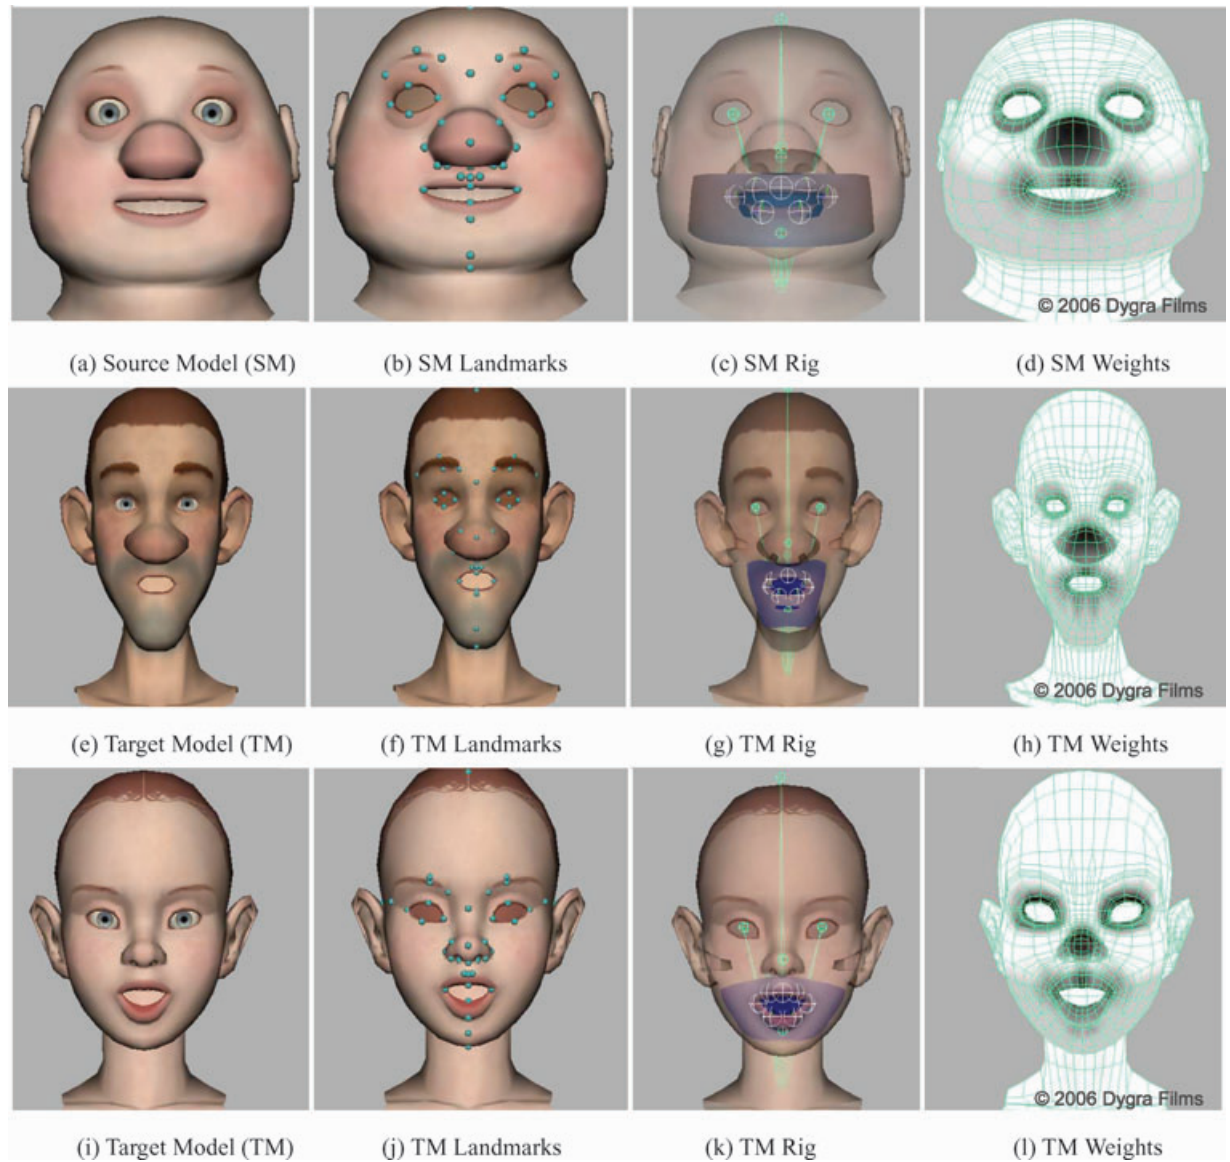 © 2006 Dygra Films
(a) Source Model (SM)
(b) SM Landmarks
(c) SM Rig
(d) SM Weights
© 2006 Dygra Films
(e) Target Model (TM)
(f) TM Landmarks
(g) TM Rig
(h) TM Weights
© 2006 Dygra Films
(i) Target Model (TM)
(j) TM Landmarks
(k) TM Rig
(l) TM Weights